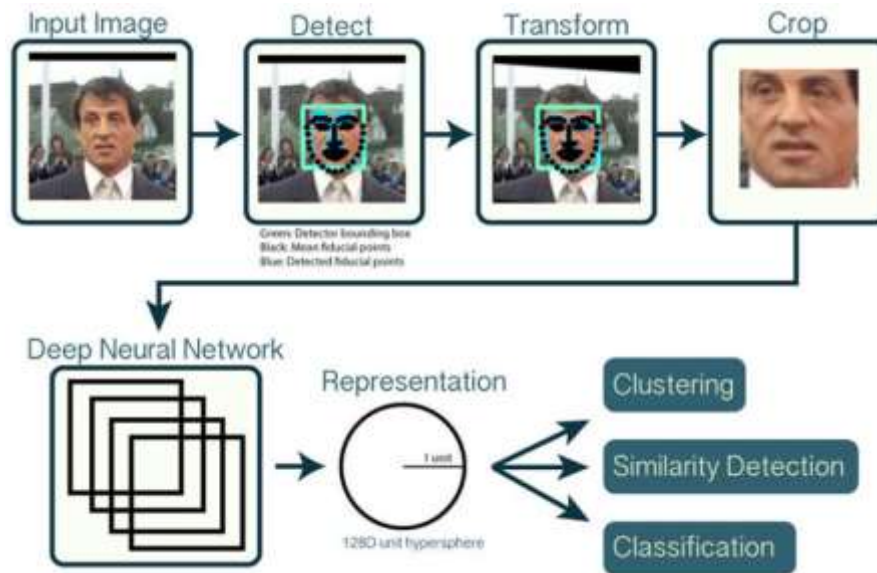 Input Image
Detect
Transform
Crop
Green: Detector bounding box
Black: Mean fiducial points
Blue: Detected fiducial points
Deep Neural Network
Representation
1 unit
128D unit hypersphere
Clustering
Similarity Detection
Classification